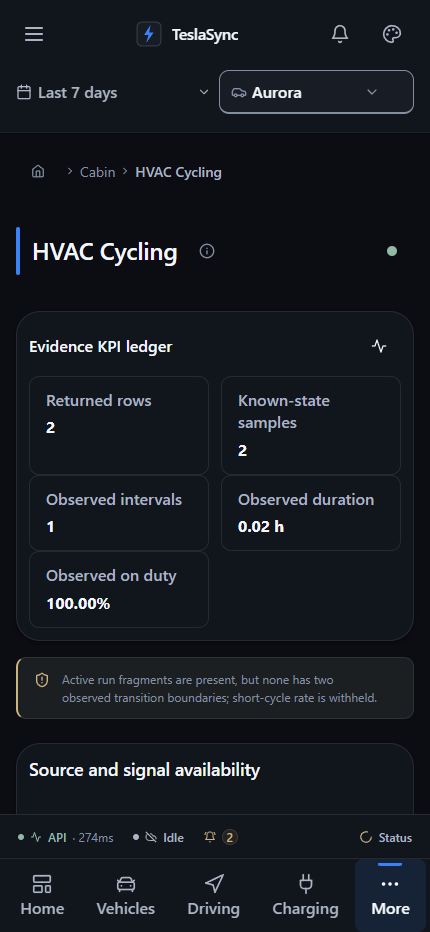 TeslaSync
Last 7 days
Aurora
Cabin
HVAC Cycling
HVAC Cycling
Evidence KPI ledger
Returned rows
2
Known-state
samples
2
Observed intervals
1
Observed duration
0.02 h
Observed on duty
100.00%
Active run fragments are present, but none has two
observed transition boundaries; short-cycle rate is withheld.
Source and signal availability
API · 274ms
Idle
2
Status
Home
Vehicles
Driving
Charging
More